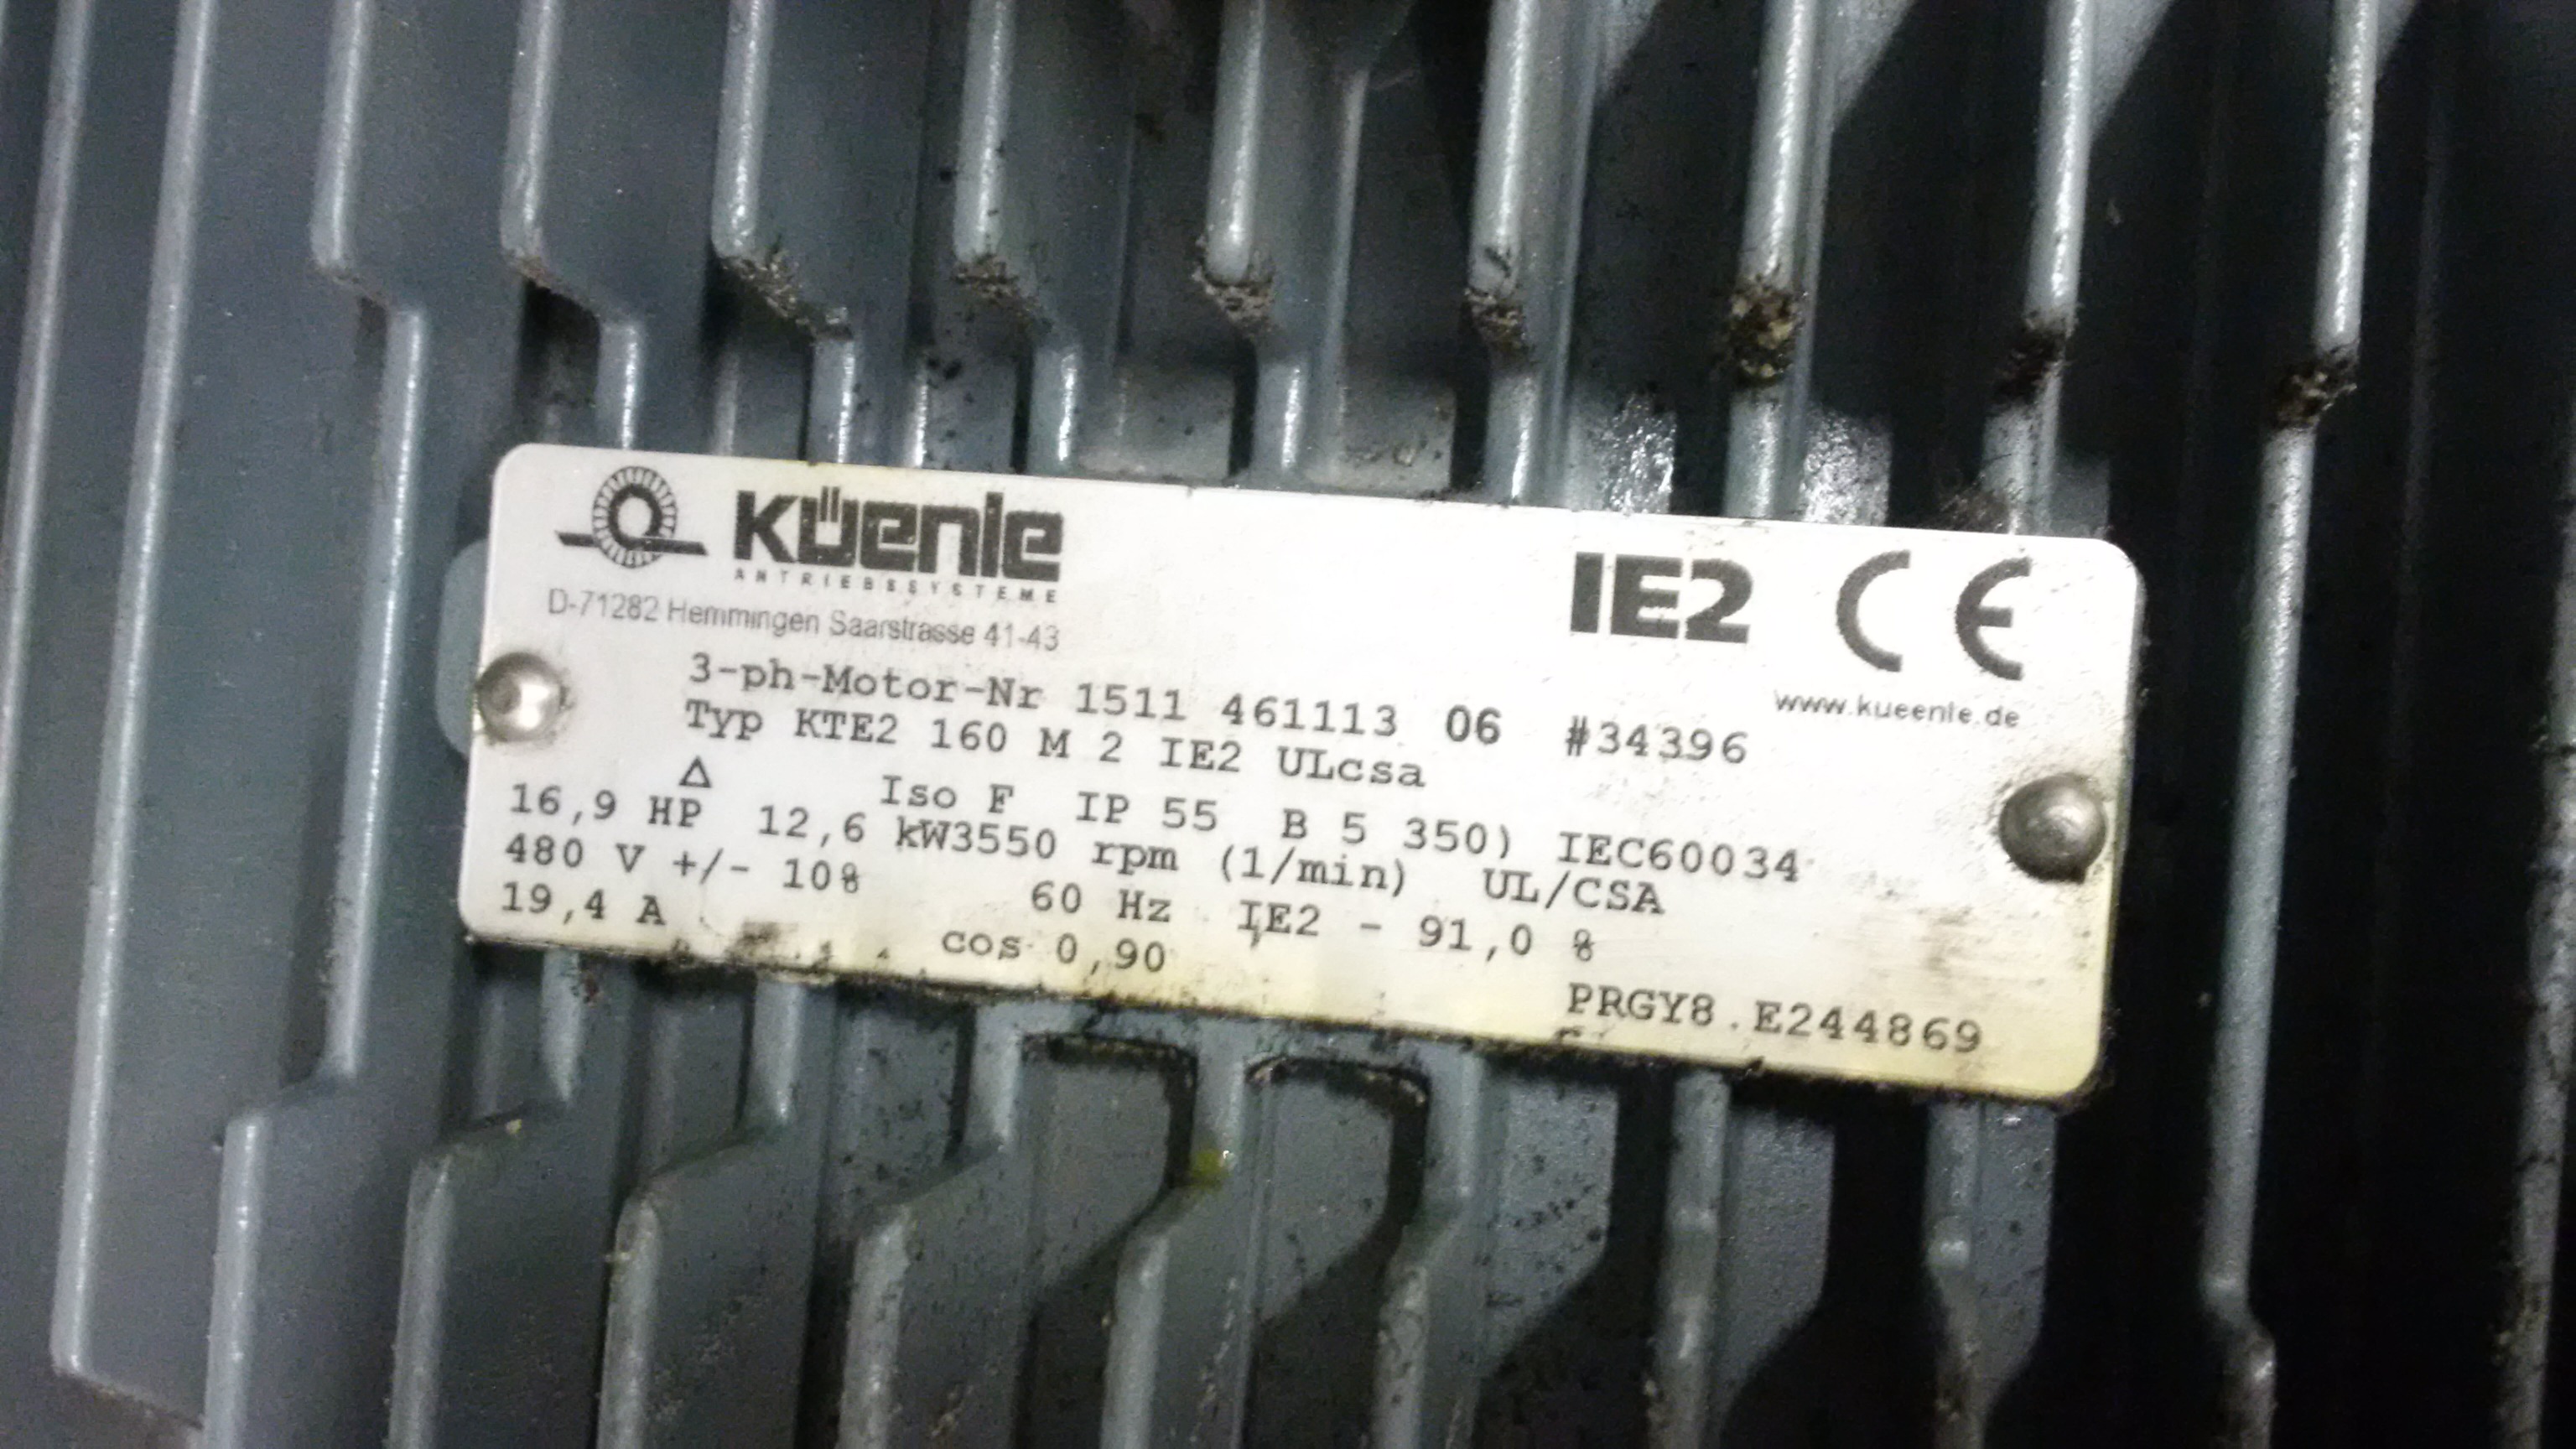 KÜenle
ANTRIEBSSYSTEME
D-71282 Hemmingen Saarstrasse 41-43
IE2 CE
www.kueenle.de
3-ph-Motor-Nr 1511 461113 06 #34396
Typ KTE2 160 M 2 IE2 ULcsa
Δ Iso F IP 55 B 5 350) IEC60034
16,9 HP 12,6 kW3550 rpm (1/min) UL/CSA
480 V +/- 10% 60 Hz IE2 - 91,0 %
19,4 A cos 0,90
PRGY8.E244869